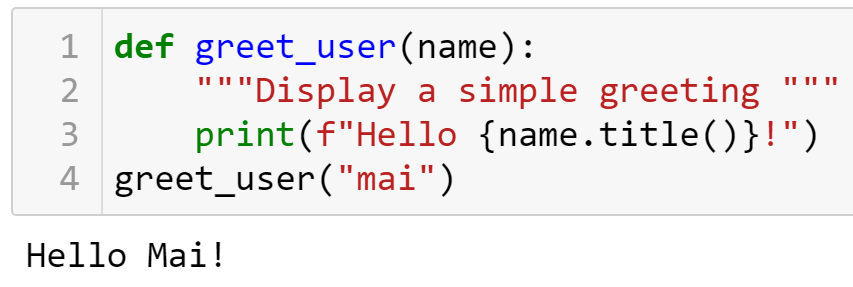 1 def greet_user(name):
2     """Display a simple greeting """
3     print(f"Hello {name.title()}!")
4 greet_user("mai")
Hello Mai!